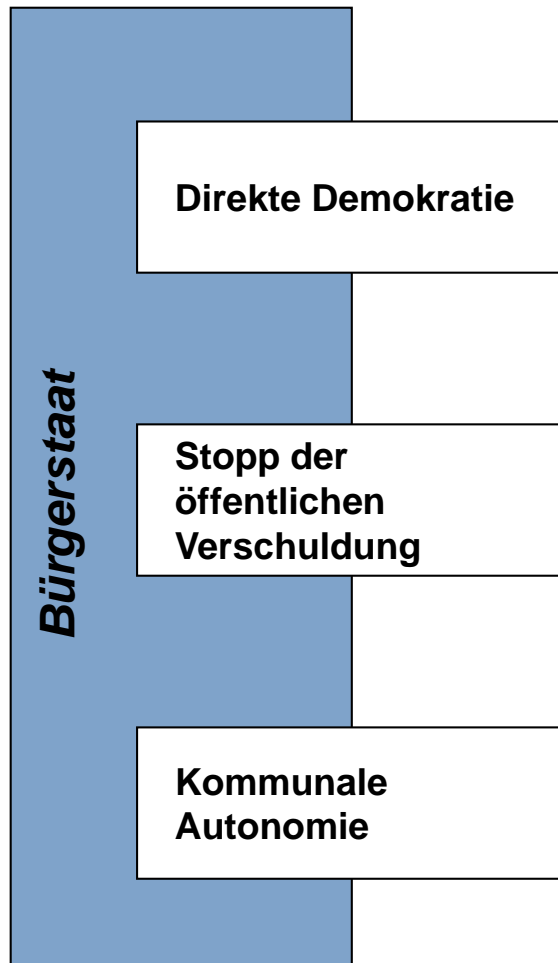 Bürgerstaat
Direkte Demokratie
Stopp der
öffentlichen
Verschuldung
Kommunale
Autonomie